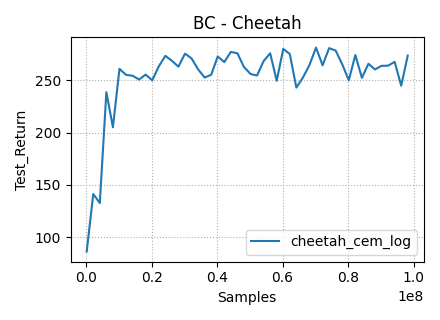 BC - Cheetah
Test_Return
250
200
150
100
cheetah_cem_log
0.0 0.2 0.4 0.6 0.8 1.0
1e8
Samples